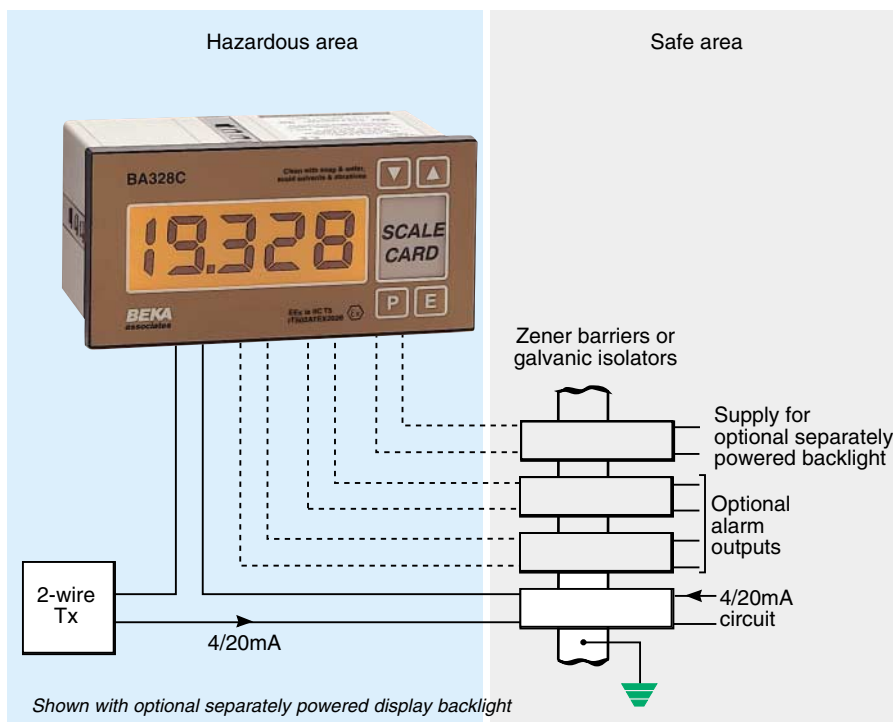 Hazardous area
Safe area
BA328C
Clean with soap & water,
avoid solvents & abrasives
19.328
SCALE
CARD
BEKA
associates
EEx ia IIC T5
Ex
P E
Zener barriers or
galvanic isolators
Supply for
optional separately
powered backlight
Optional
alarm
outputs
2-wire
Tx
4/20mA
4/20mA
circuit
Shown with optional separately powered display backlight